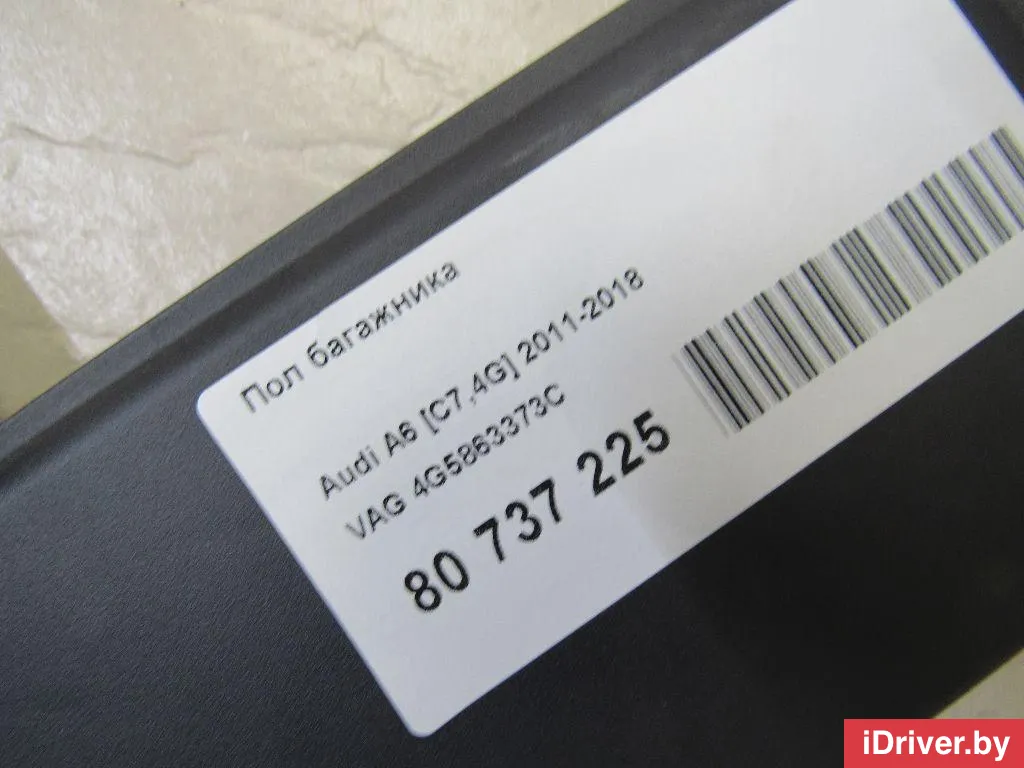 Пол багажника
Audi A6 [C7,4G] 2011-2018
VAG 4G5863373C
80 737 225
iDriver.by